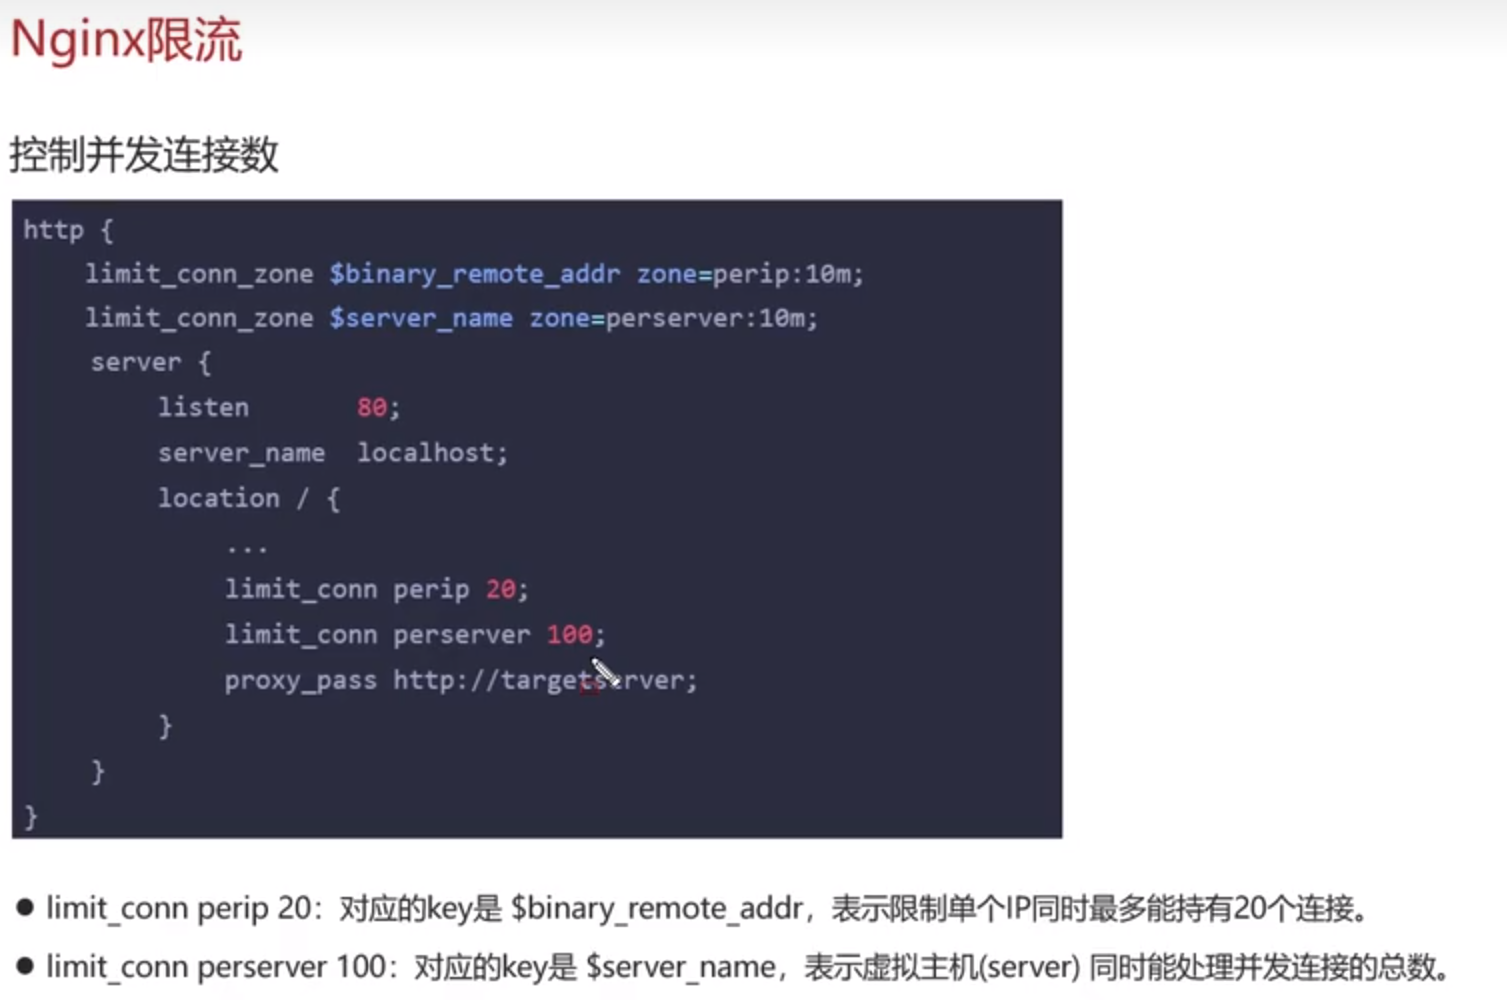 Nginx限流
控制并发连接数
http {
limit_conn_zone $binary_remote_addr zone=perip:10m;
limit_conn_zone $server_name zone=perserver:10m;
server {
listen 80;
server_name localhost;
location / {
...
limit_conn perip 20;
limit_conn perserver 100;
proxy_pass http://targetserver;
}
}
}
● limit_conn perip 20：对应的key是 $binary_remote_addr，表示限制单个IP同时最多能持有20个连接。
● limit_conn perserver 100：对应的key是 $server_name，表示虚拟主机(server) 同时能处理并发连接的总数。